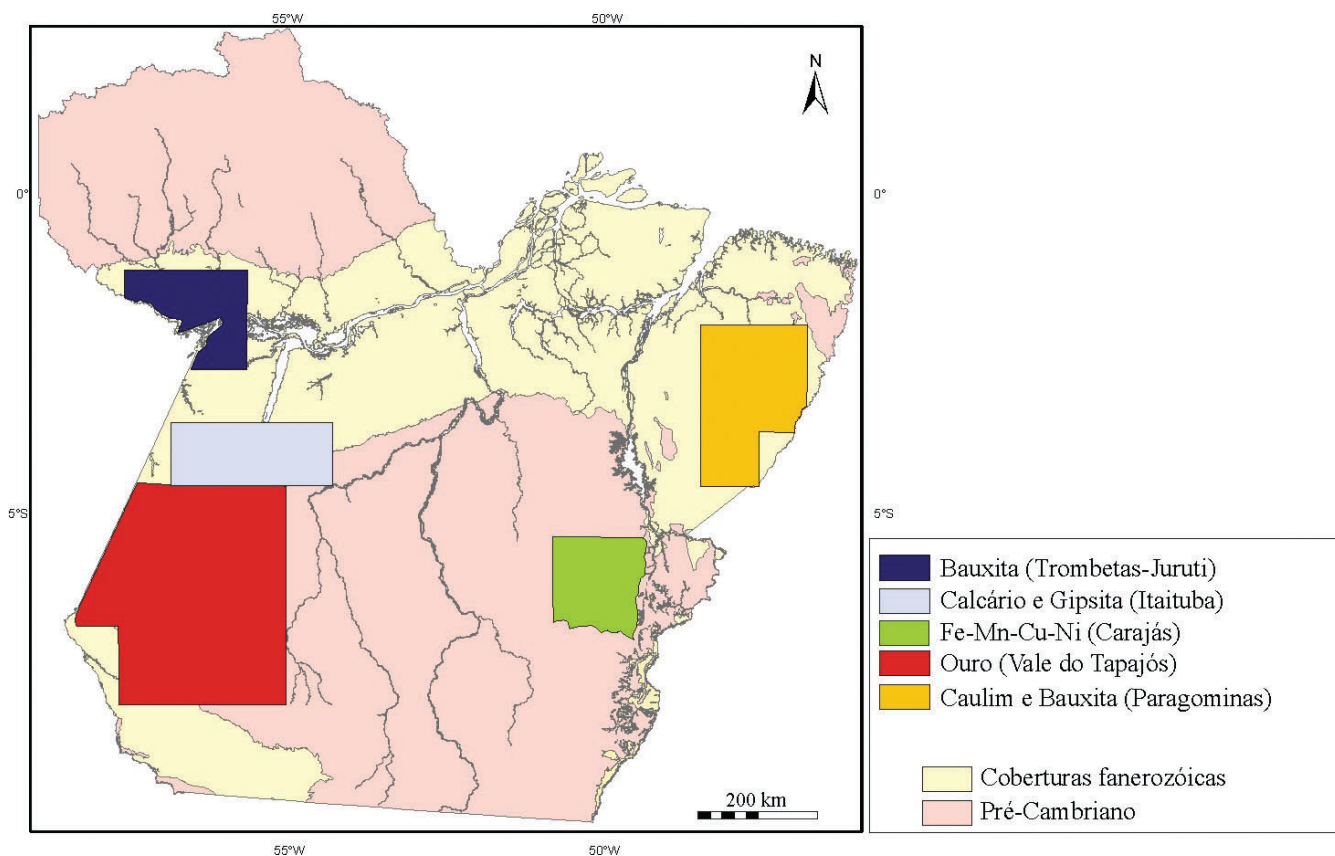 55°W 50°W
N
0° 0°
5°S 5°S
Bauxita (Trombetas-Juruti)
Calcário e Gipsita (Itaituba)
Fe-Mn-Cu-Ni (Carajás)
Ouro (Vale do Tapajós)
Caulim e Bauxita (Paragominas)
Coberturas fanerozóicas
Pré-Cambriano
200 km
55°W 50°W